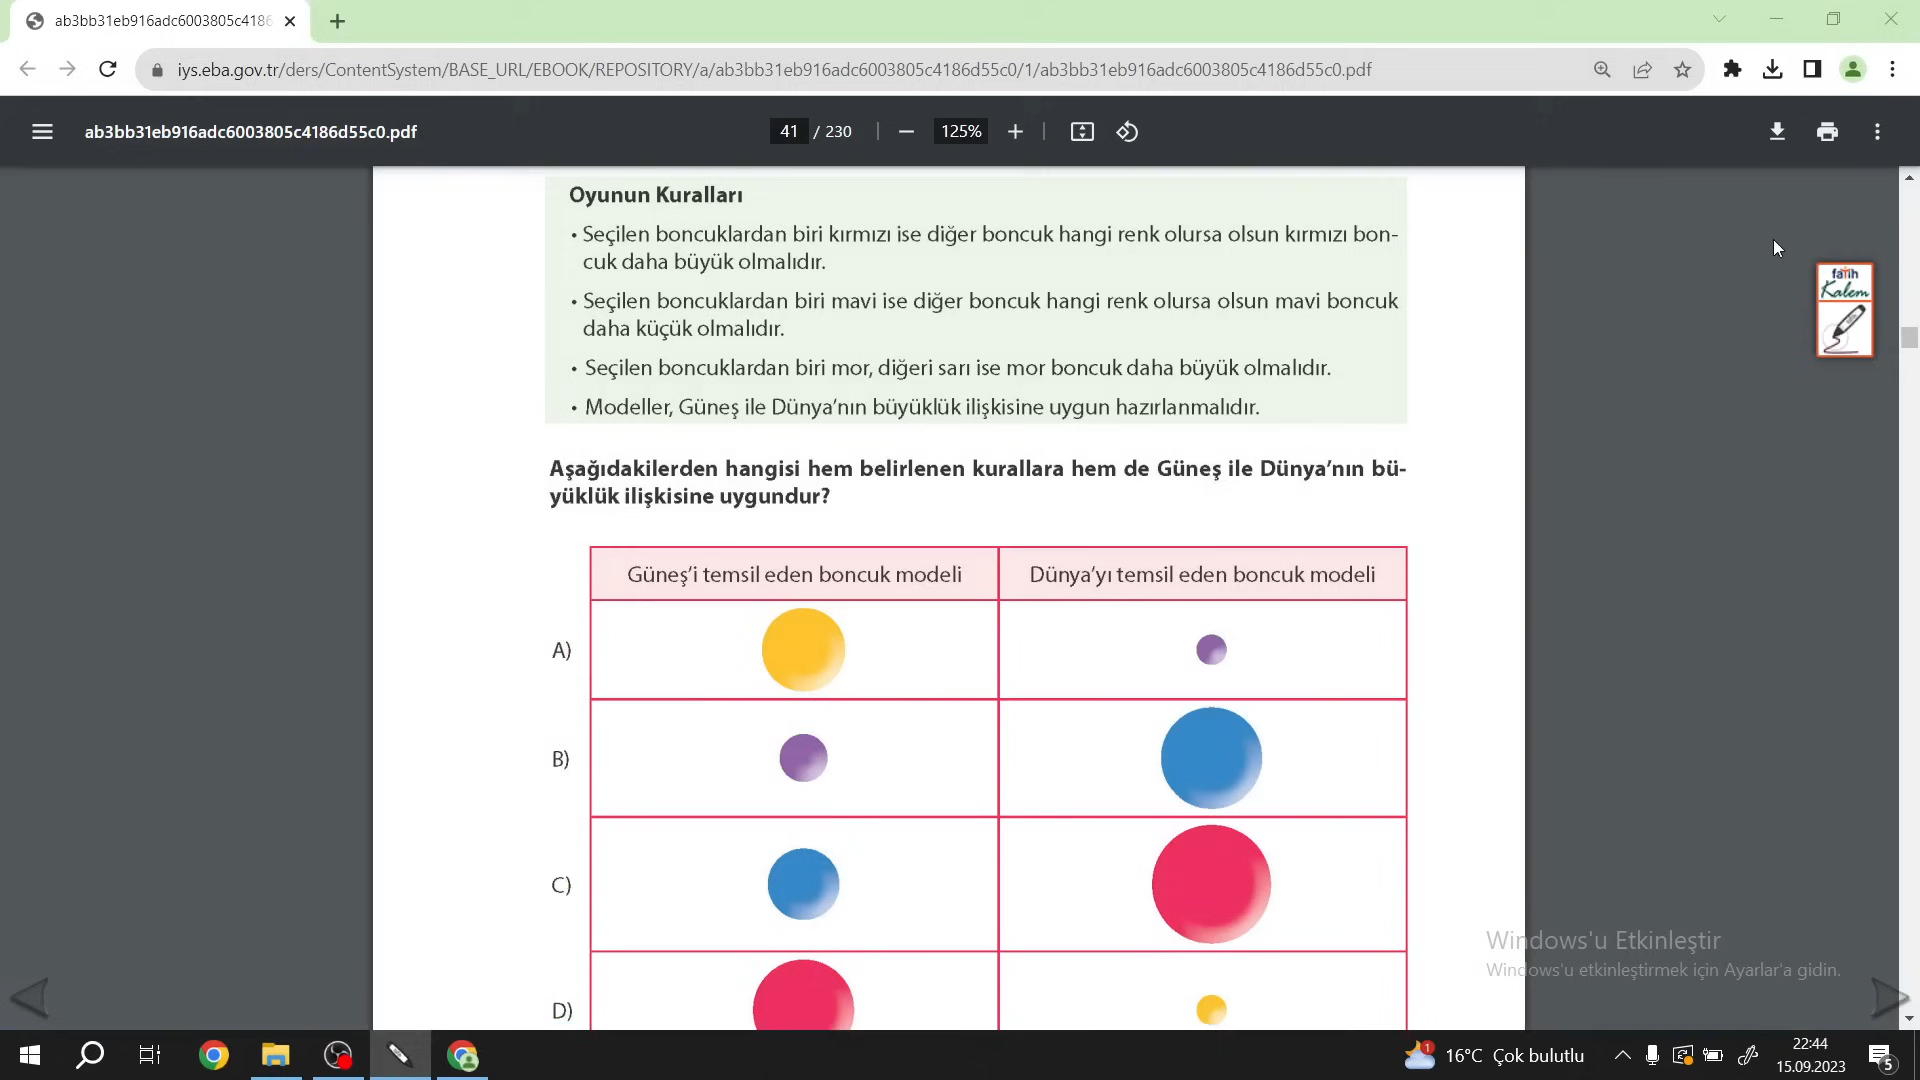 ab3bb31eb916adc6003805c4186
iys.eba.gov.tr/ders/ContentSystem/BASE_URL/EBOOK/REPOSITORY/a/ab3bb31eb916adc6003805c4186d55c0/1/ab3bb31eb916adc6003805c4186d55c0.pdf
ab3bb31eb916adc6003805c4186d55c0.pdf
41 / 230
125%
Oyunun Kuralları
• Seçilen boncuklardan biri kırmızı ise diğer boncuk hangi renk olursa olsun kırmızı bon-
cuk daha büyük olmalıdır.
• Seçilen boncuklardan biri mavi ise diğer boncuk hangi renk olursa olsun mavi boncuk
daha küçük olmalıdır.
• Seçilen boncuklardan biri mor, diğeri sarı ise mor boncuk daha büyük olmalıdır.
• Modeller, Güneş ile Dünya’nın büyüklük ilişkisine uygun hazırlanmalıdır.
fatih
Kalem
Aşağıdakilerden hangisi hem belirlenen kurallara hem de Güneş ile Dünya’nın bü-
yüklük ilişkisine uygundur?
Güneş’i temsil eden boncuk modeli
Dünya’yı temsil eden boncuk modeli
A)
B)
C)
D)
Windows'u Etkinleştir
Windows'u etkinleştirmek için Ayarlar'a gidin.
1
16°C Çok bulutlu
22:44
15.09.2023
5